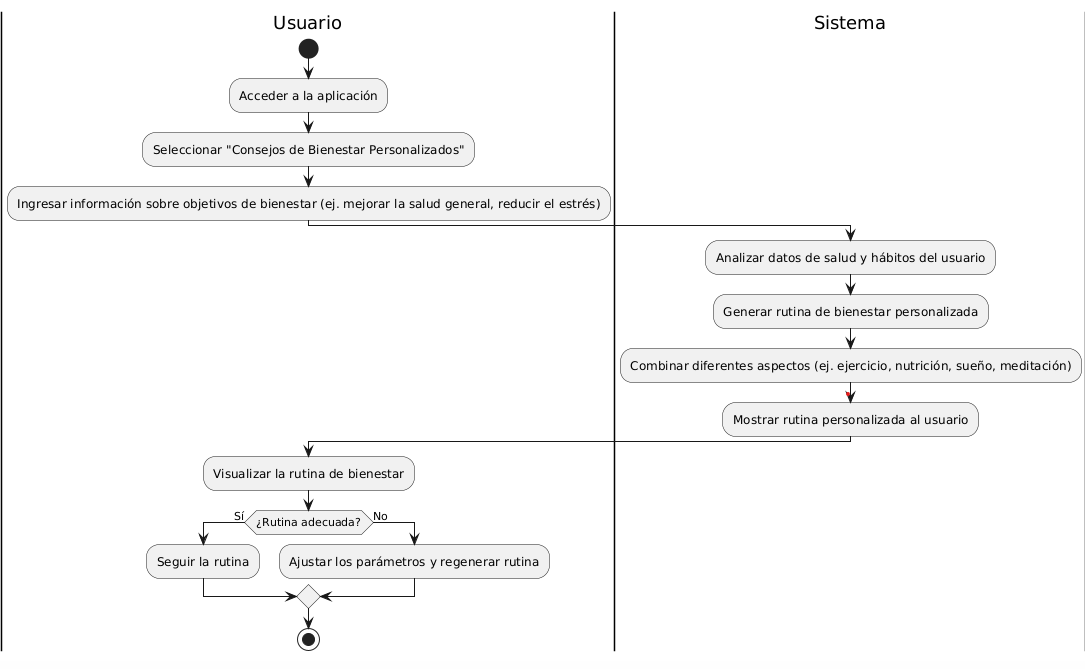 Usuario
Sistema
Acceder a la aplicación
Seleccionar "Consejos de Bienestar Personalizados"
Ingresar información sobre objetivos de bienestar (ej. mejorar la salud general, reducir el estrés)
Analizar datos de salud y hábitos del usuario
Generar rutina de bienestar personalizada
Combinar diferentes aspectos (ej. ejercicio, nutrición, sueño, meditación)
Mostrar rutina personalizada al usuario
Visualizar la rutina de bienestar
Sí
¿Rutina adecuada?
No
Seguir la rutina
Ajustar los parámetros y regenerar rutina